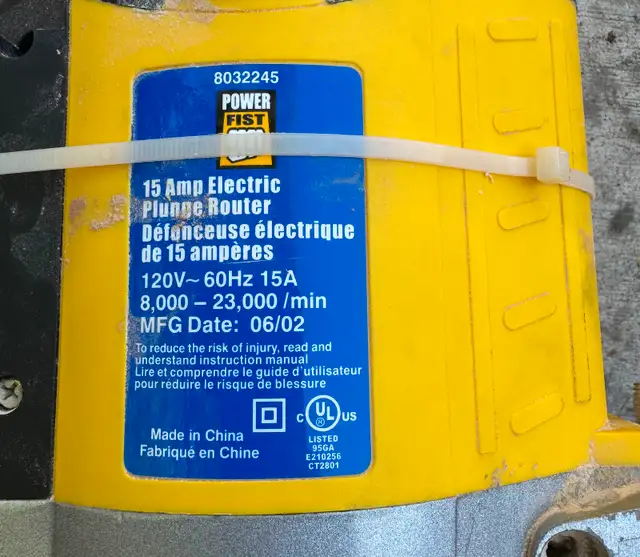 8032245
POWER
FIST
15 Amp Electric
Plunge Router
Défonceuse électrique
de 15 ampères
120V~ 60Hz 15A
8,000 – 23,000 /min
MFG Date: 06/02
To reduce the risk of injury, read and
understand instruction manual
Lire et comprendre le guide d'utilisateur
pour réduire le risque de blessure
C UL US
®
LISTED
95GA
E210256
CT2801
Made in China
Fabriqué en Chine